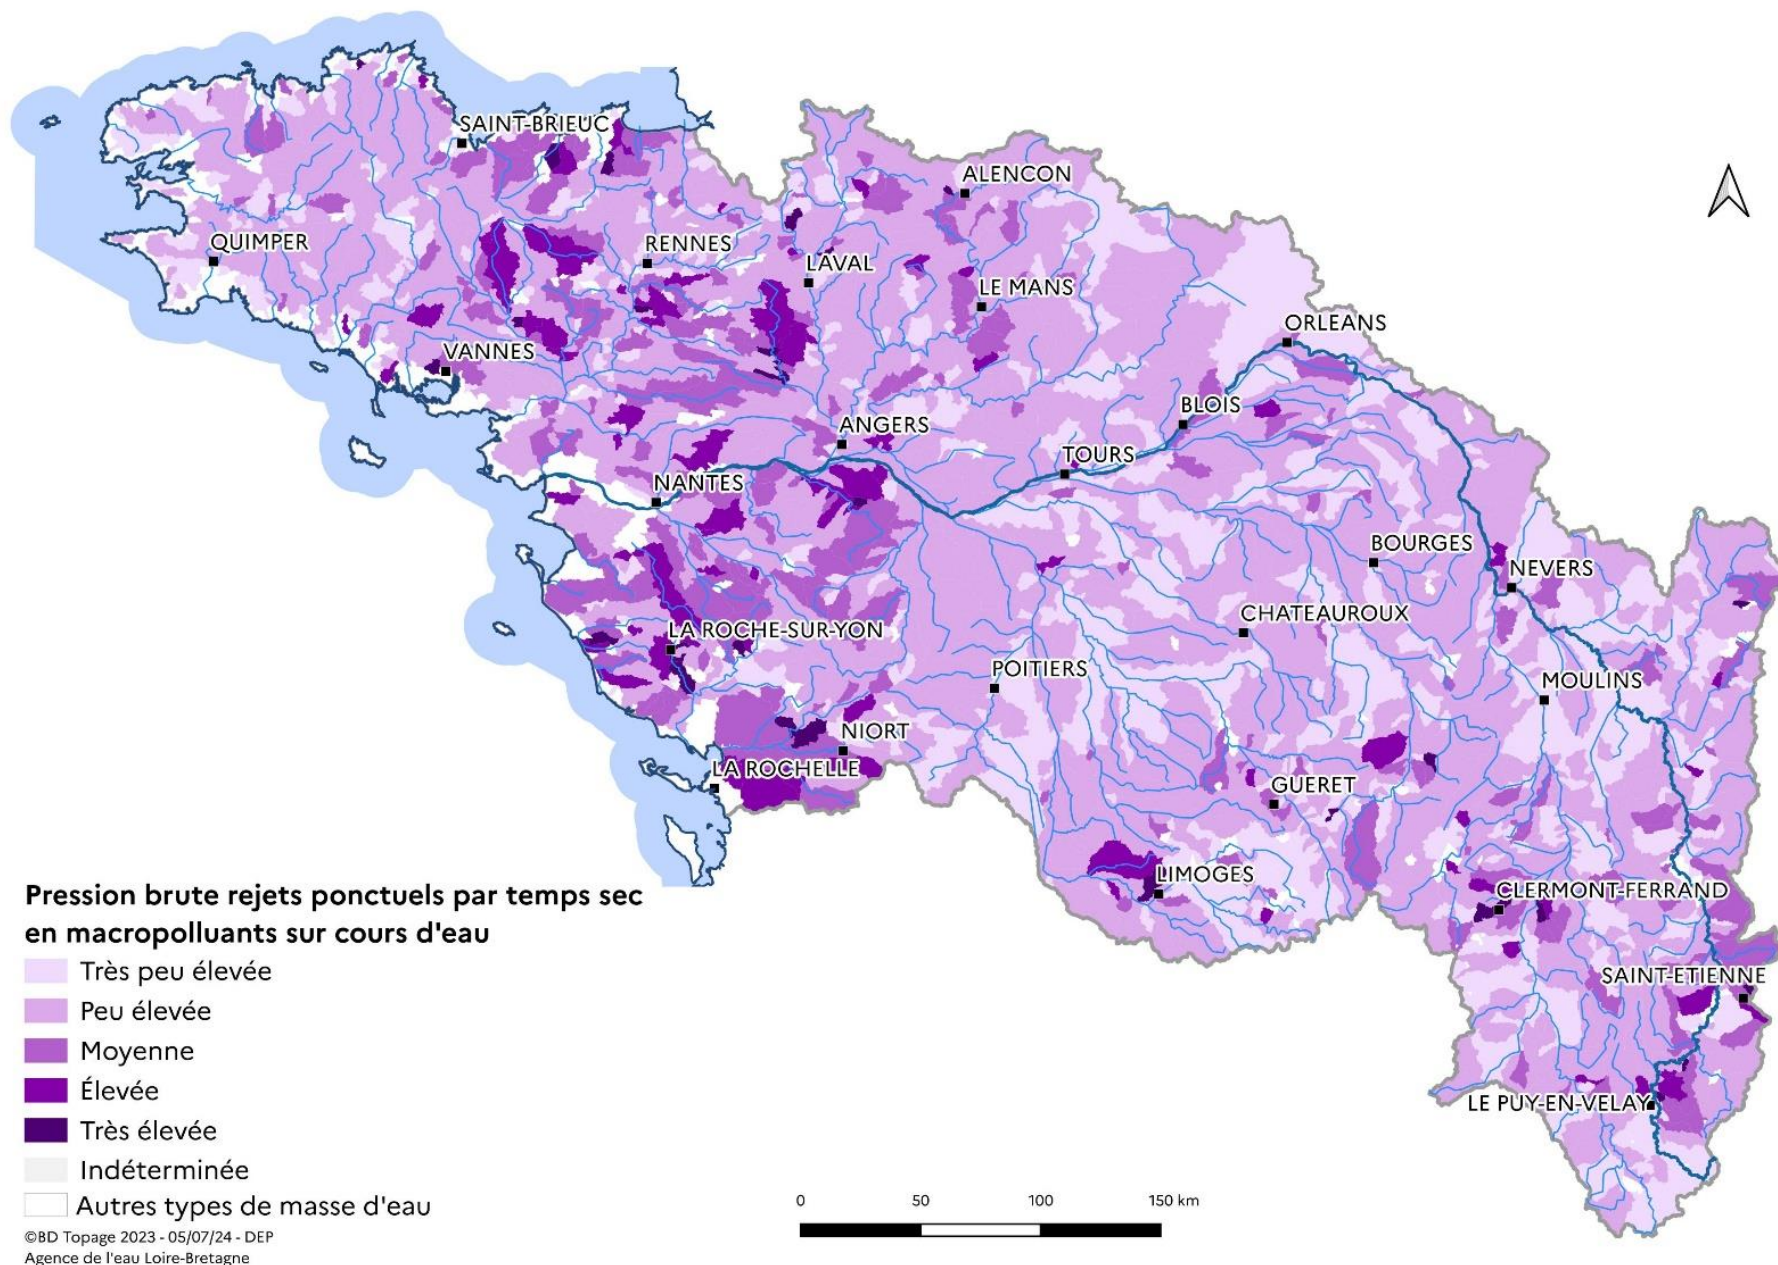 SAINT-BRIEUC
ALENCON
QUIMPER
RENNES
LAVAL
LE MANS
ORLEANS
VANNES
BLOIS
ANGERS
TOURS
NANTES
BOURGES
NEVERS
CHATEAUROUX
LA ROCHE-SUR-YON
POITIERS
MOULINS
NIORT
LA ROCHELLE
GUERET
LIMOGES
CLERMONT-FERRAND
SAINT-ETIENNE
LE PUY-EN-VELAY
Pression brute rejets ponctuels par temps sec
en macropolluants sur cours d'eau
Très peu élevée
Peu élevée
Moyenne
Élevée
Très élevée
Indéterminée
Autres types de masse d'eau
0 50 100 150 km
©BD Topage 2023 - 05/07/24 - DEP
Agence de l'eau Loire-Bretagne